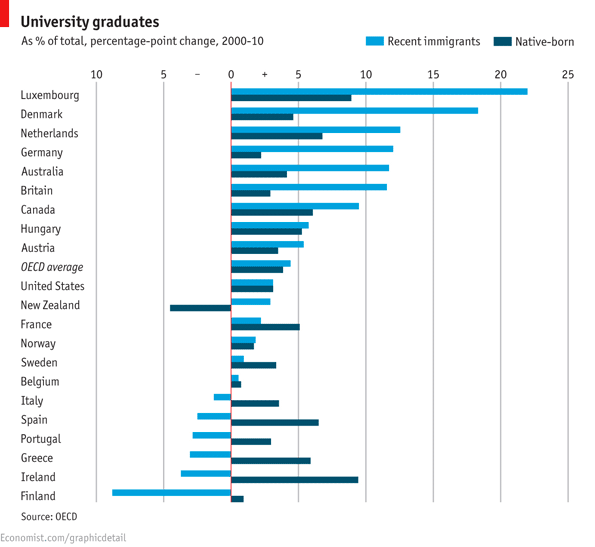 University graduates
As % of total, percentage-point change, 2000-10
Recent immigrants
Native-born
10 5 – 0 + 5 10 15 20 25
Luxembourg
Denmark
Netherlands
Germany
Australia
Britain
Canada
Hungary
Austria
OECD average
United States
New Zealand
France
Norway
Sweden
Belgium
Italy
Spain
Portugal
Greece
Ireland
Finland
Source: OECD
Economist.com/graphicdetail